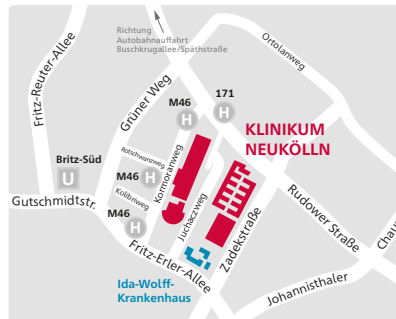 Richtung
Autobahnauffahrt
Buschkrugallee/Späthstraße
Fritz-Reuter-Allee
Grüner Weg
Ortolanweg
M46
H
171
H
KLINIKUM
NEUKÖLLN
Britz-Süd
U
Rotschwanzweg
M46
H
Kolibriweg
Kormoranweg
Juchaczweg
Gutschmidtstr.
M46
H
Fritz-Erler-Allee
Zadekstraße
Rudower Straße
Ida-Wolff-
Krankenhaus
Johannisthaler
Chau